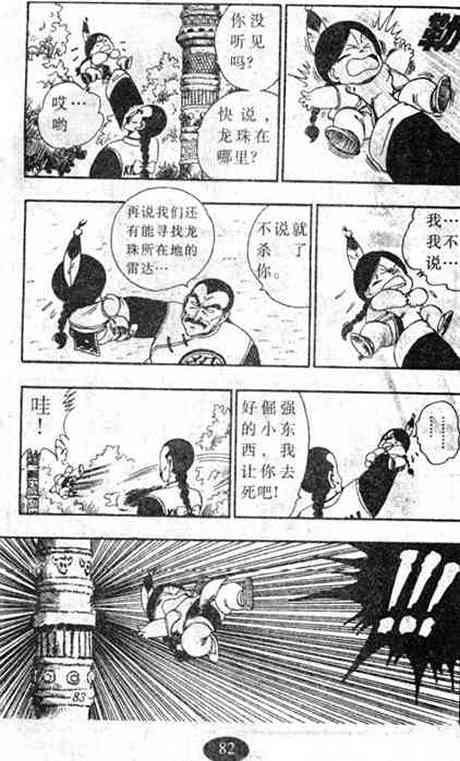 勒
你没
听见
吗?
快说,
龙珠在
哪里?
哎…
哟
我…
我不
说…
不说就
杀了
你。
再说我们还
有能寻找龙
珠所在地的
雷达…
……
好倔强
的小东
西,我
让你去
死吧!
哇!
!!!
83
82